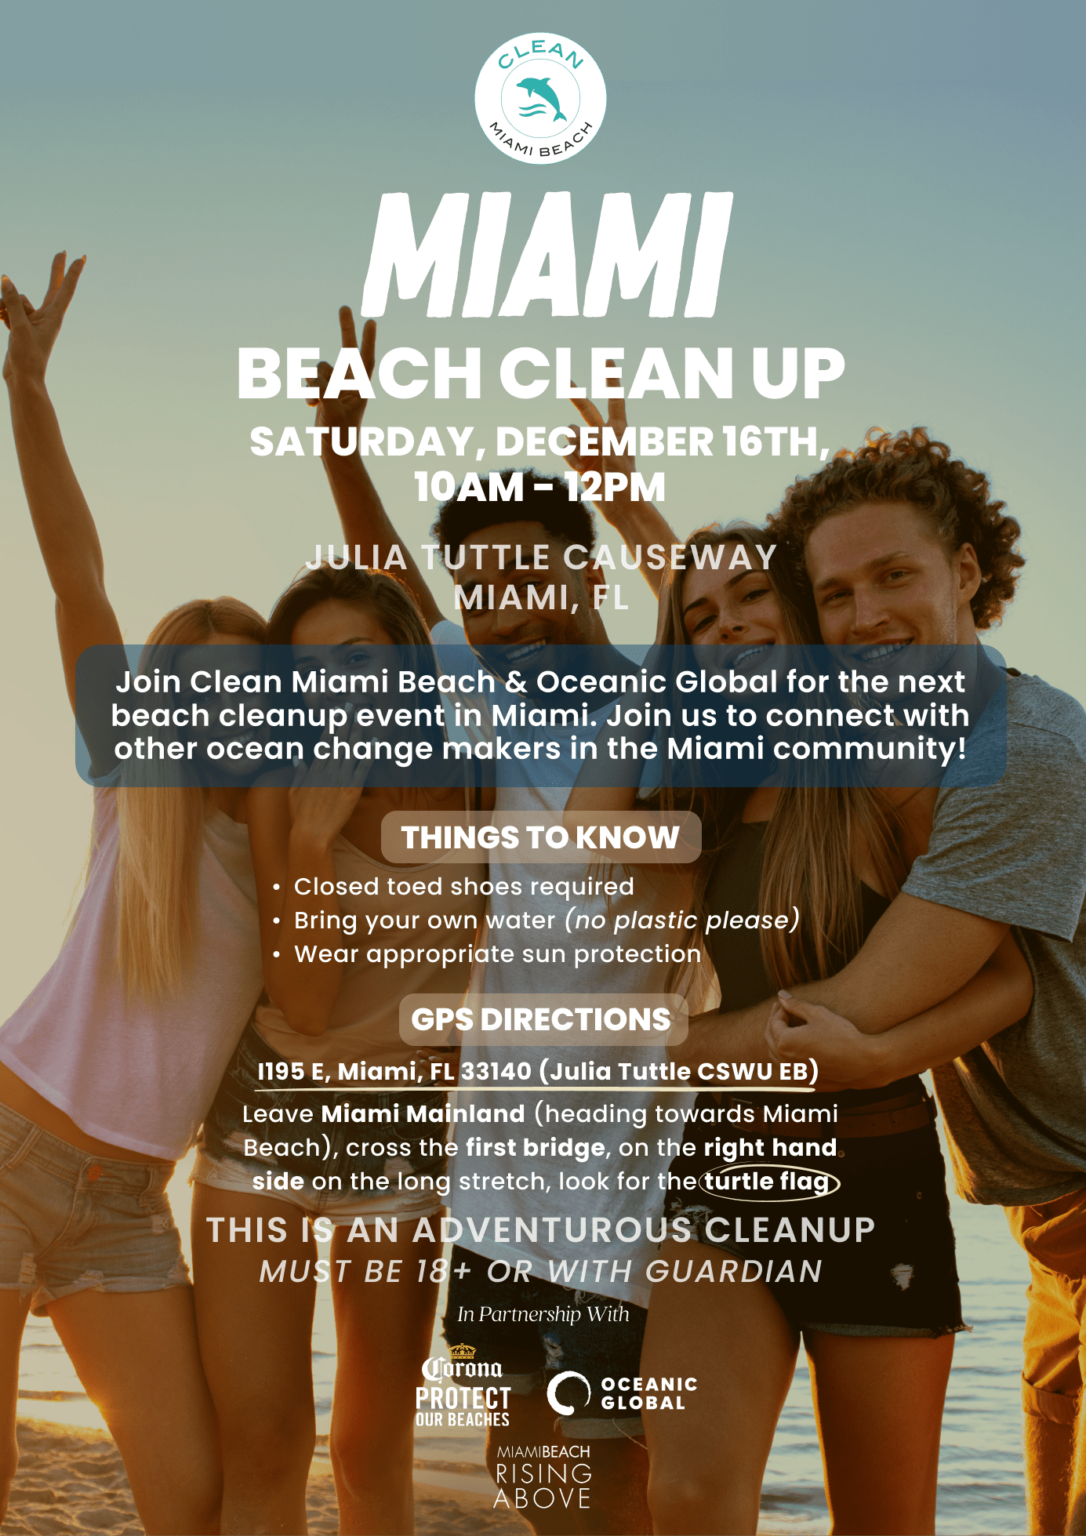 CLEAN
MIAMI BEACH
MIAMI
BEACH CLEAN UP
SATURDAY, DECEMBER 16TH,
10AM - 12PM
JULIA TUTTLE CAUSEWAY
MIAMI, FL
Join Clean Miami Beach & Oceanic Global for the next
beach cleanup event in Miami. Join us to connect with
other ocean change makers in the Miami community!
THINGS TO KNOW
• Closed toed shoes required
• Bring your own water (no plastic please)
• Wear appropriate sun protection
GPS DIRECTIONS
I195 E, Miami, FL 33140 (Julia Tuttle CSWU EB)
Leave Miami Mainland (heading towards Miami
Beach), cross the first bridge, on the right hand
side on the long stretch, look for the turtle flag
THIS IS AN ADVENTUROUS CLEANUP
MUST BE 18+ OR WITH GUARDIAN
In Partnership With
Corona
PROTECT
OUR BEACHES
OCEANIC
GLOBAL
MIAMIBEACH
RISING
ABOVE